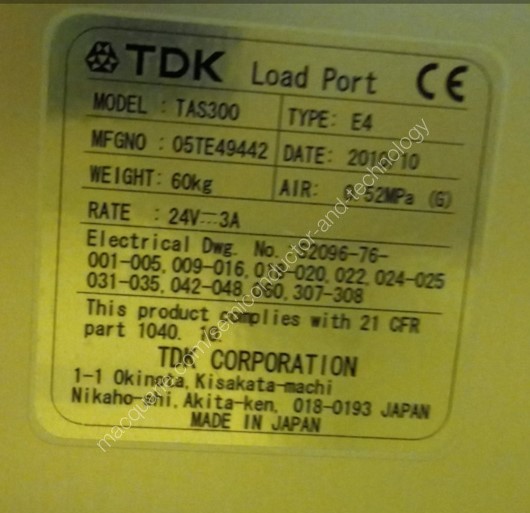 TDK Load Port CE
MODEL : TAS300 TYPE: E4
MFGNO : 05TE49442 DATE: 2010/10
WEIGHT: 60kg AIR: MPa (G)
RATE : 24V⎓3A
Electrical Dwg. No.
001-005, 009-016, 022, 024-025
031-035, 042-048, 307-308
This product complies with 21 CFR
part 1040.
TDK CORPORATION
1-1 Okinota, Kisakata-machi
Nikaho-shi, Akita-ken, 018-0193 JAPAN
MADE IN JAPAN